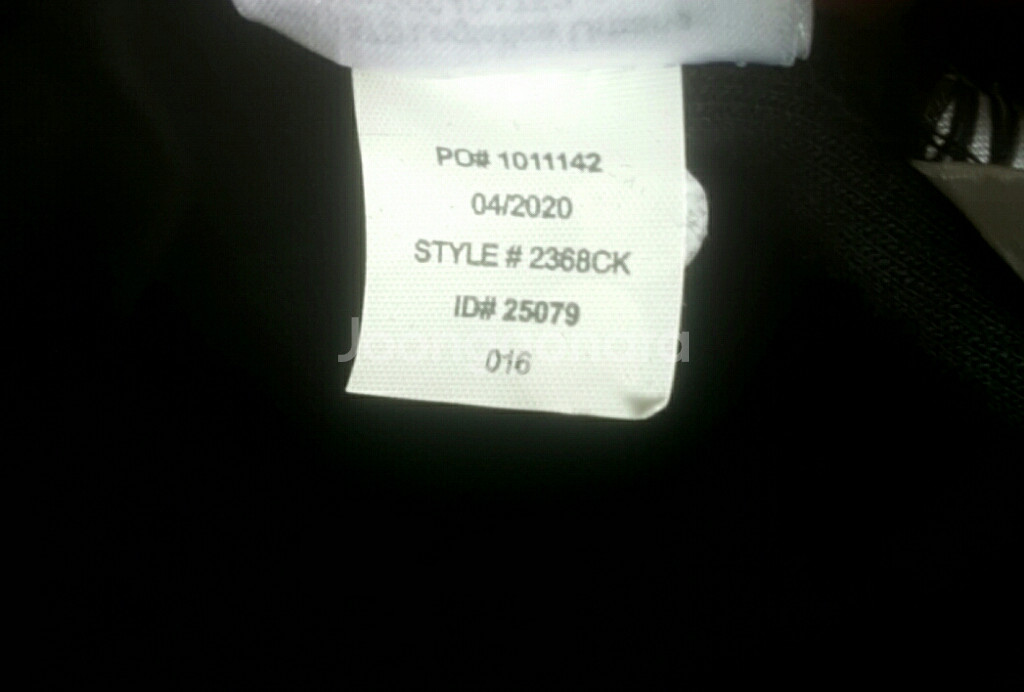 PO# 1011142
04/2020
STYLE # 2368CK
ID# 25079
016